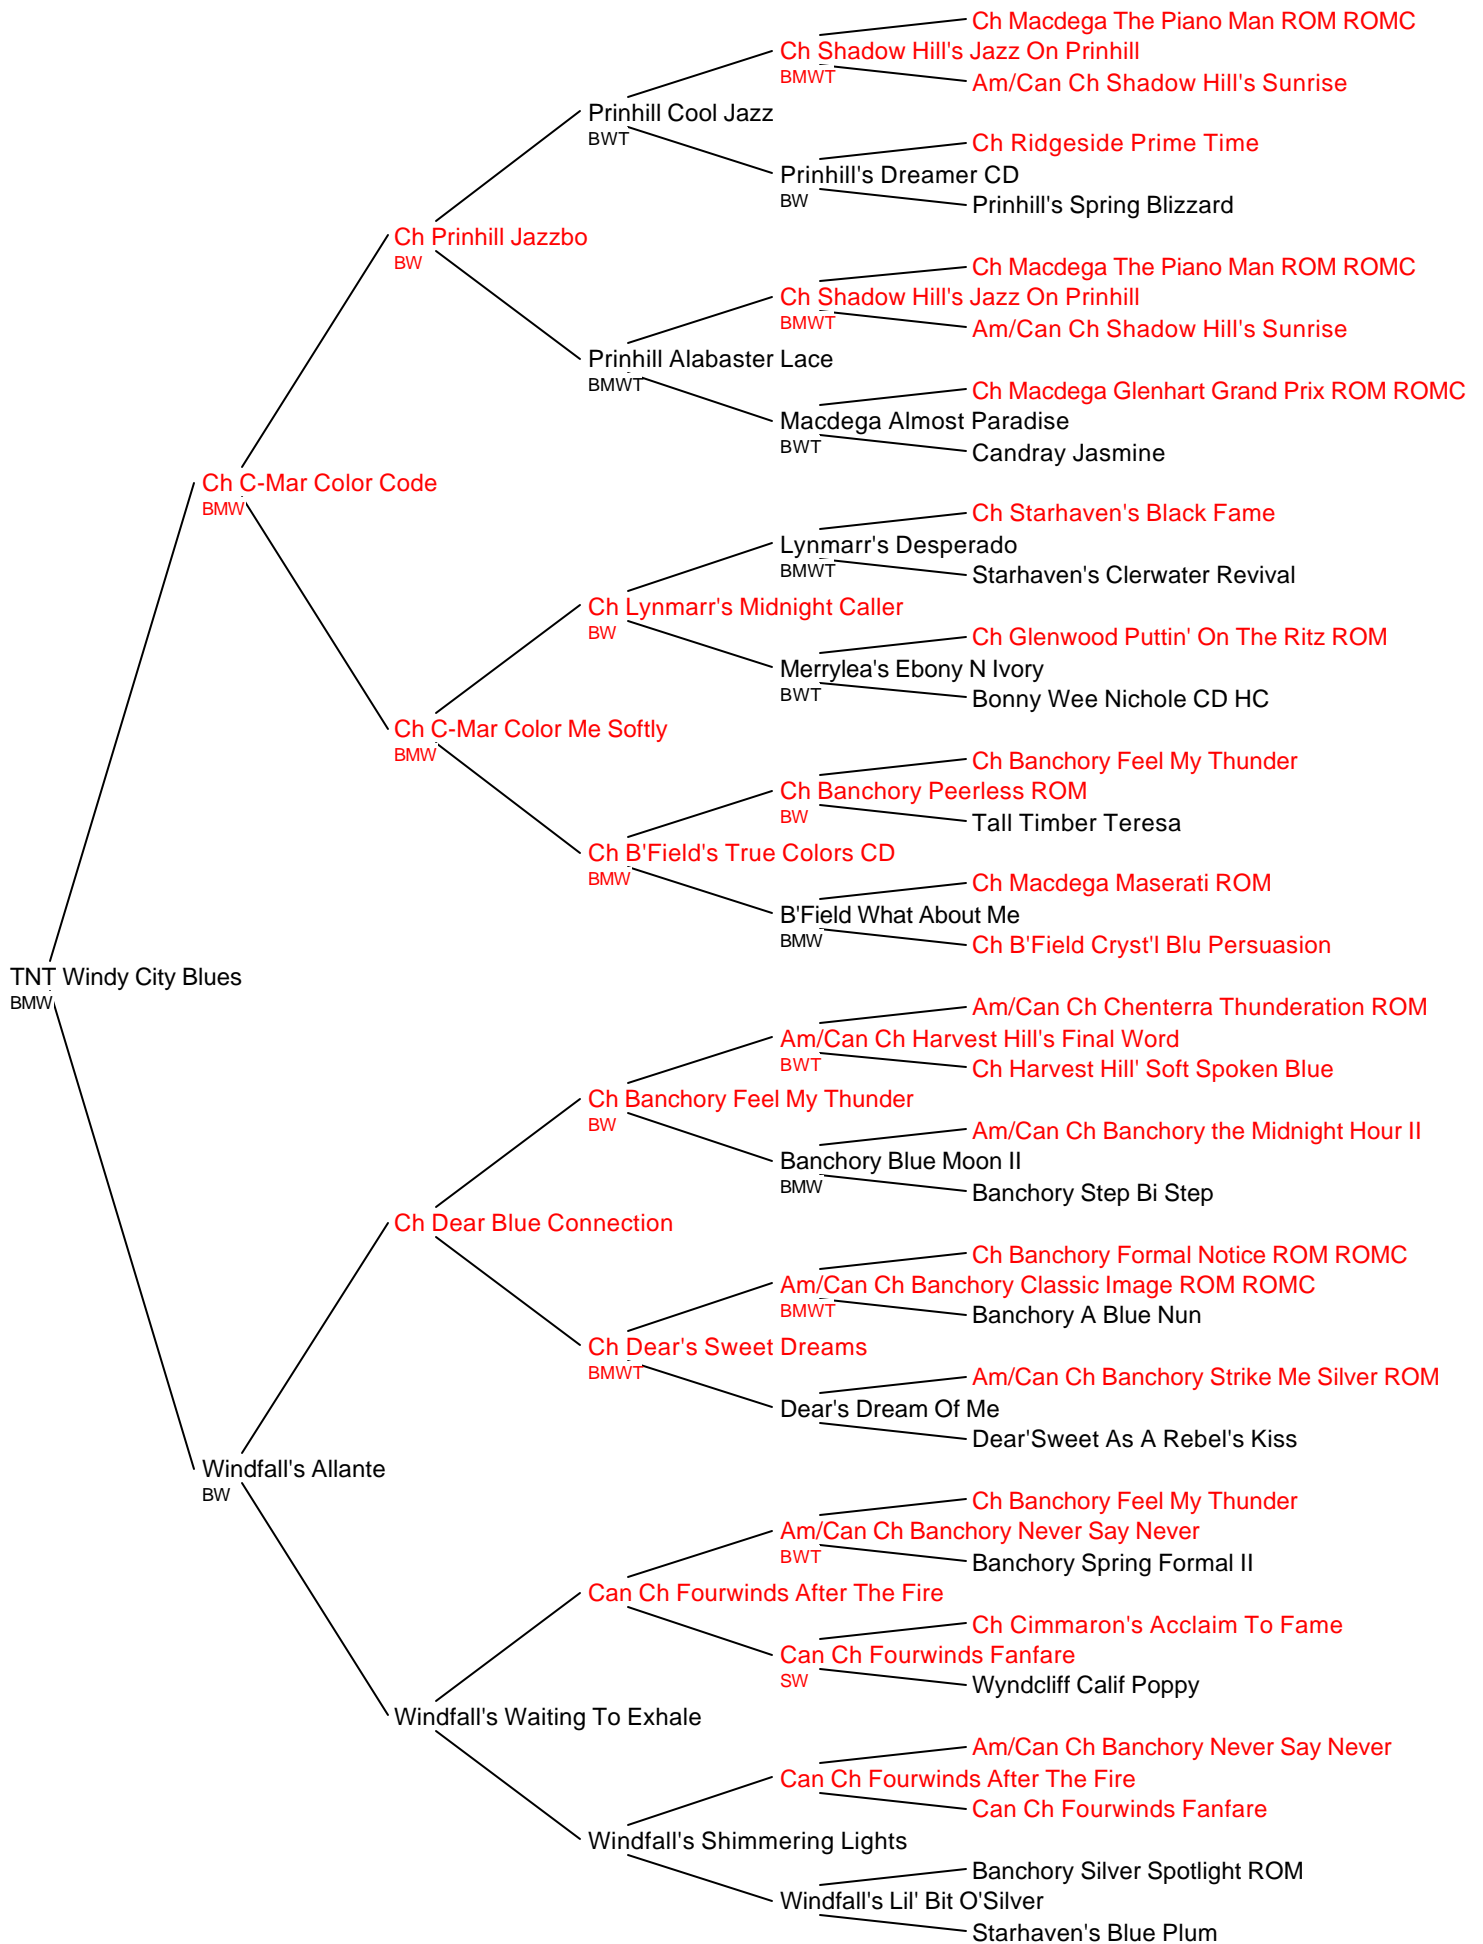 Ch Macdega The Piano Man ROM ROMC
Ch Shadow Hill's Jazz On Prinhill
BMWT
Am/Can Ch Shadow Hill's Sunrise
Prinhill Cool Jazz
BWT
Ch Ridgeside Prime Time
Prinhill's Dreamer CD
BW
Prinhill's Spring Blizzard
Ch Prinhill Jazzbo
BW
Ch Macdega The Piano Man ROM ROMC
Ch Shadow Hill's Jazz On Prinhill
BMWT
Am/Can Ch Shadow Hill's Sunrise
Prinhill Alabaster Lace
BMWT
Ch Macdega Glenhart Grand Prix ROM ROMC
Macdega Almost Paradise
BWT
Candray Jasmine
Ch C-Mar Color Code
BMW
Ch Starhaven's Black Fame
Lynmarr's Desperado
BMWT
Starhaven's Clerwater Revival
Ch Lynmarr's Midnight Caller
BW
Ch Glenwood Puttin' On The Ritz ROM
Merrylea's Ebony N Ivory
BWT
Bonny Wee Nichole CD HC
Ch C-Mar Color Me Softly
BMW
Ch Banchory Feel My Thunder
Ch Banchory Peerless ROM
BW
Tall Timber Teresa
Ch B'Field's True Colors CD
BMW
Ch Macdega Maserati ROM
B'Field What About Me
BMW
Ch B'Field Cryst'l Blu Persuasion
TNT Windy City Blues
BMW
Am/Can Ch Chenterra Thunderation ROM
Am/Can Ch Harvest Hill's Final Word
BWT
Ch Harvest Hill' Soft Spoken Blue
Ch Banchory Feel My Thunder
BW
Am/Can Ch Banchory the Midnight Hour II
Banchory Blue Moon II
BMW
Banchory Step Bi Step
Ch Dear Blue Connection
Ch Banchory Formal Notice ROM ROMC
Am/Can Ch Banchory Classic Image ROM ROMC
BMWT
Banchory A Blue Nun
Ch Dear's Sweet Dreams
BMWT
Am/Can Ch Banchory Strike Me Silver ROM
Dear's Dream Of Me
Dear'Sweet As A Rebel's Kiss
Windfall's Allante
BW
Ch Banchory Feel My Thunder
Am/Can Ch Banchory Never Say Never
BWT
Banchory Spring Formal II
Can Ch Fourwinds After The Fire
Ch Cimmaron's Acclaim To Fame
Can Ch Fourwinds Fanfare
SW
Wyndcliff Calif Poppy
Windfall's Waiting To Exhale
Am/Can Ch Banchory Never Say Never
Can Ch Fourwinds After The Fire
Can Ch Fourwinds Fanfare
Windfall's Shimmering Lights
Banchory Silver Spotlight ROM
Windfall's Lil' Bit O'Silver
Starhaven's Blue Plum